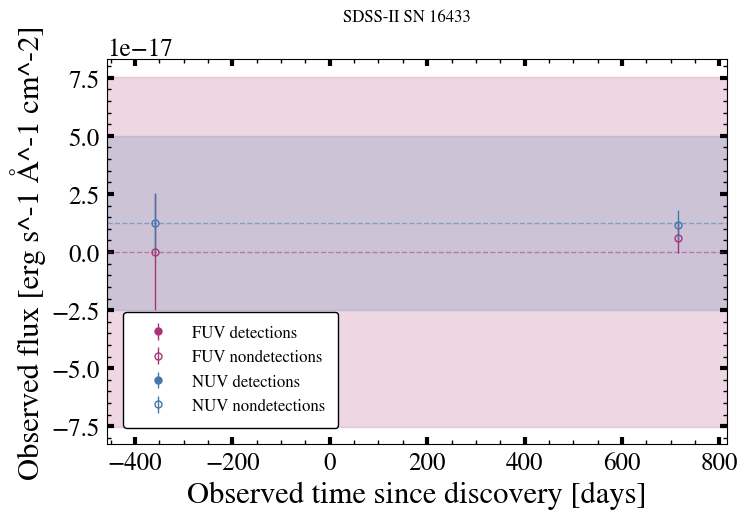 SDSS-II SN 16433
1e−17
7.5
5.0
2.5
0.0
−2.5
−5.0
−7.5
Observed flux [erg s^-1 Å^-1 cm^-2]
FUV detections
FUV nondetections
NUV detections
NUV nondetections
−400 −200 0 200 400 600 800
Observed time since discovery [days]